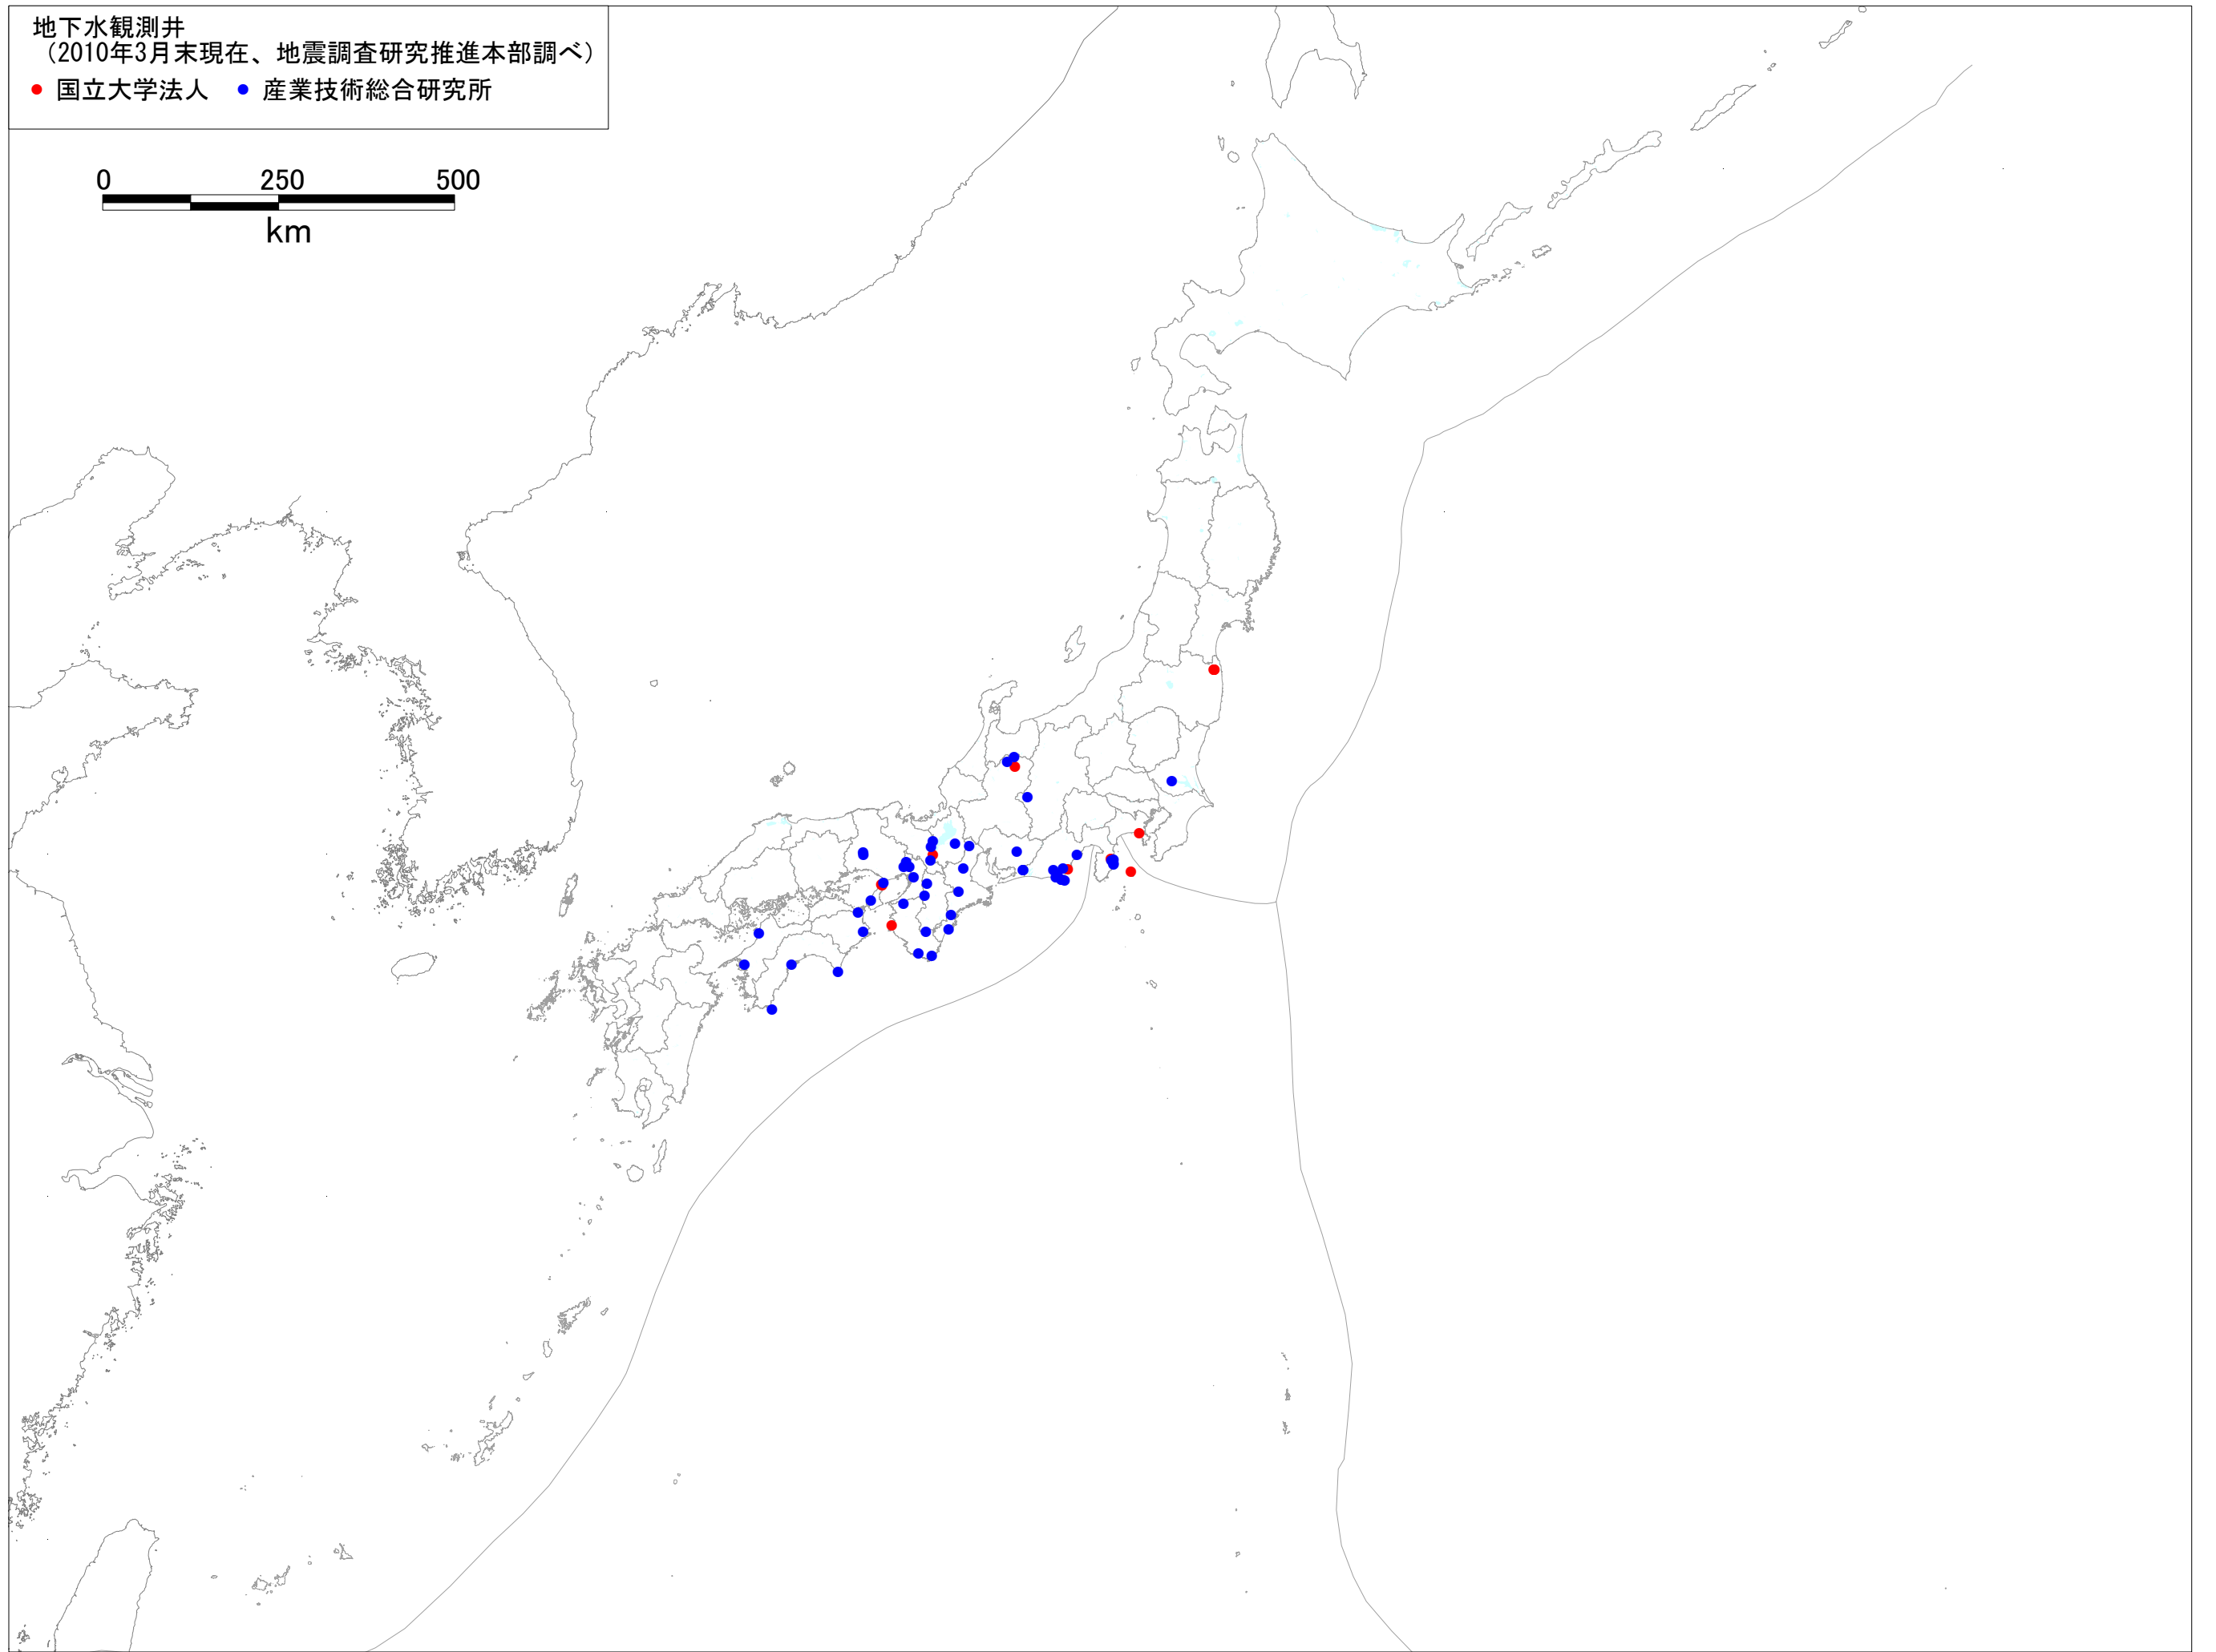 地下水観測井
（2010年3月末現在、地震調査研究推進本部調べ）
● 国立大学法人 ● 産業技術総合研究所
0 250 500
km